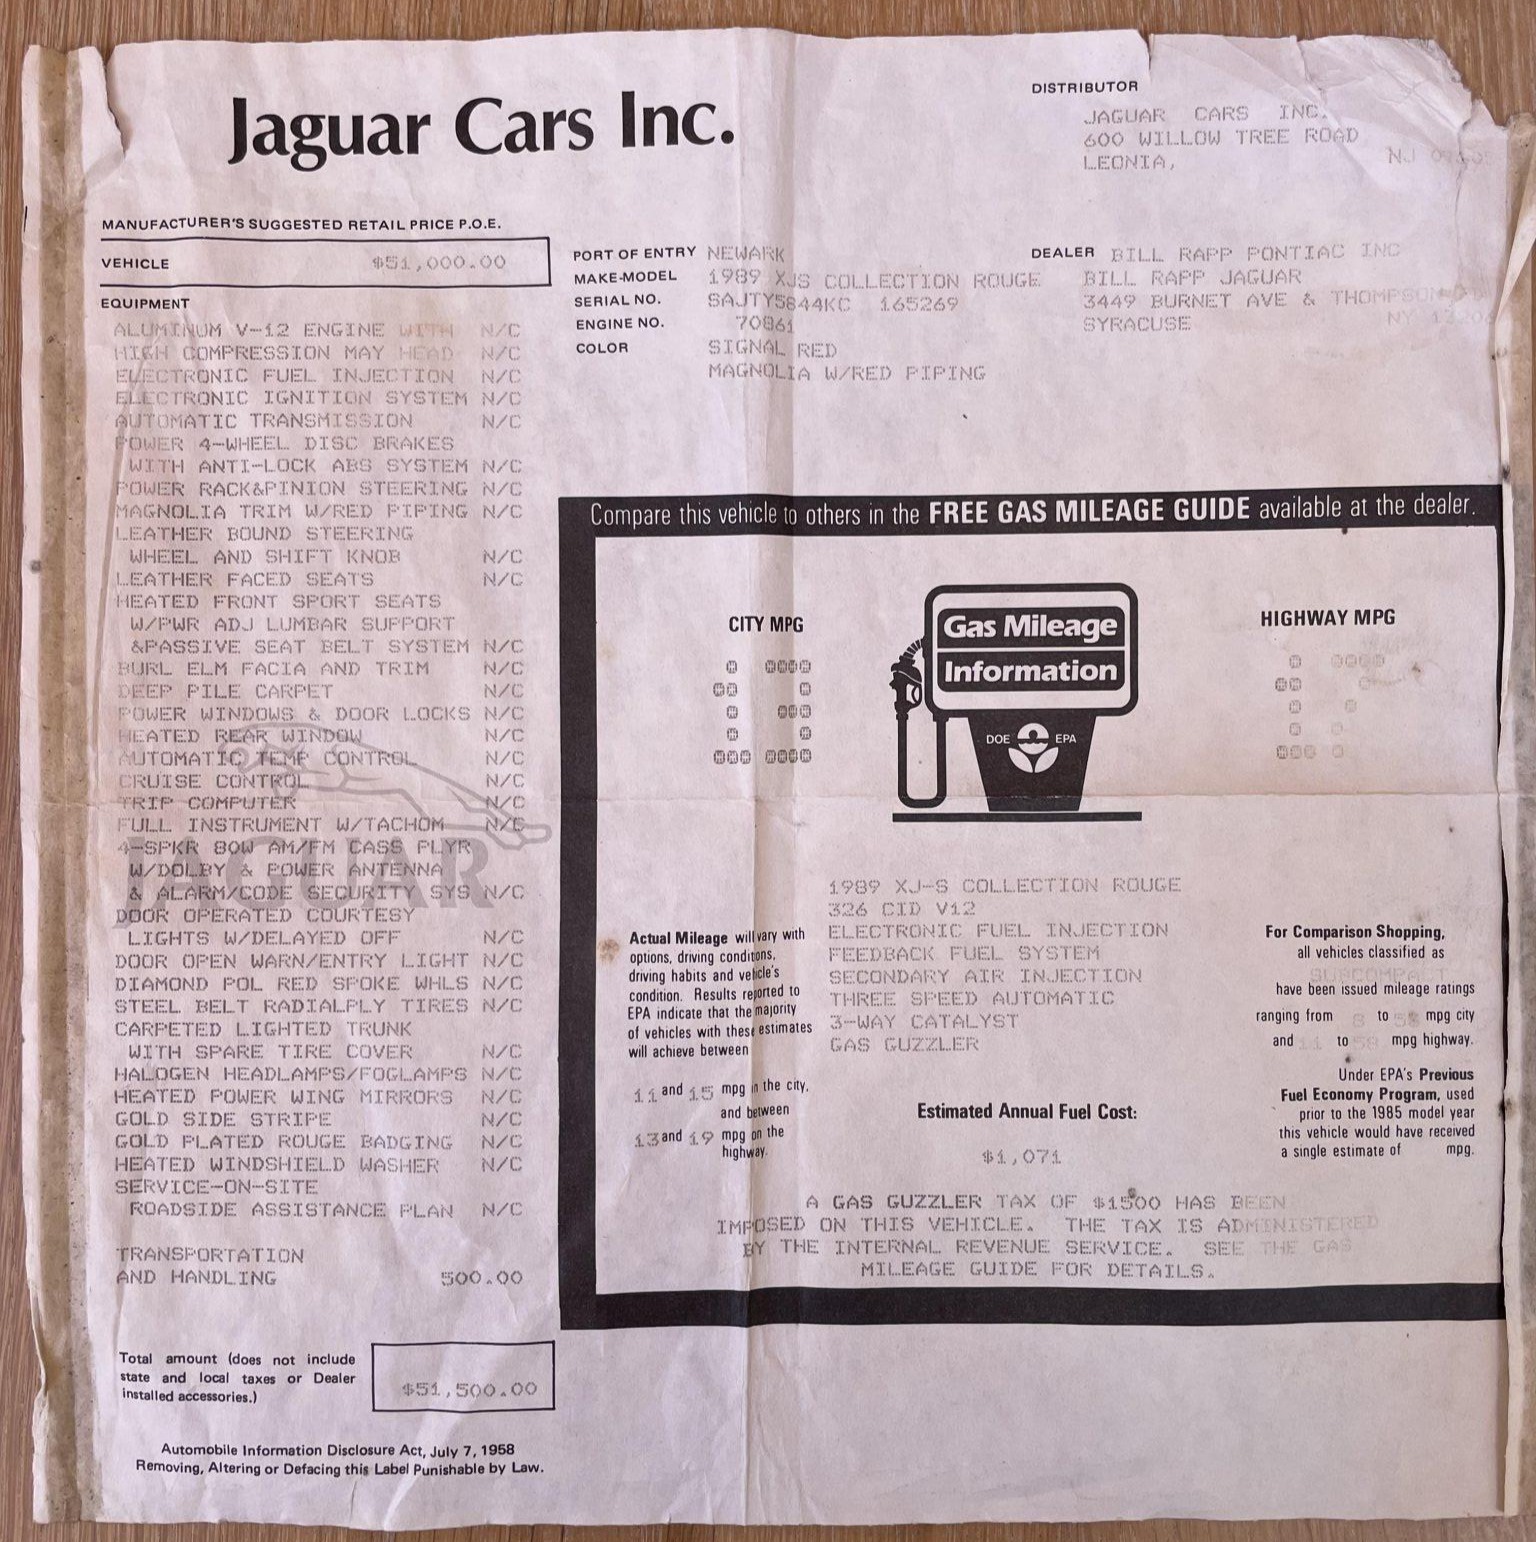 Jaguar Cars Inc.
DISTRIBUTOR
JAGUAR CARS INC.
600 WILLOW TREE ROAD
LEONIA, NJ
MANUFACTURER'S SUGGESTED RETAIL PRICE P.O.E.
VEHICLE $51,000.00
PORT OF ENTRY NEWARK
MAKE-MODEL 1989 XJS COLLECTION ROUGE
SERIAL NO. SAJTY5844KC 165269
ENGINE NO. 70861
COLOR SIGNAL RED
MAGNOLIA W/RED PIPING
DEALER BILL RAPP PONTIAC INC
BILL RAPP JAGUAR
3449 BURNET AVE & THOMPSON
SYRACUSE NY
EQUIPMENT
ALUMINUM V-12 ENGINE WITH N/C
HIGH COMPRESSION MAY HEAD N/C
ELECTRONIC FUEL INJECTION N/C
ELECTRONIC IGNITION SYSTEM N/C
AUTOMATIC TRANSMISSION N/C
POWER 4-WHEEL DISC BRAKES
WITH ANTI-LOCK ABS SYSTEM N/C
POWER RACK&PINION STEERING N/C
MAGNOLIA TRIM W/RED PIPING N/C
LEATHER BOUND STEERING
WHEEL AND SHIFT KNOB N/C
LEATHER FACED SEATS N/C
HEATED FRONT SPORT SEATS
W/PWR ADJ LUMBAR SUPPORT
&PASSIVE SEAT BELT SYSTEM N/C
BURL ELM FACIA AND TRIM N/C
DEEP PILE CARPET N/C
POWER WINDOWS & DOOR LOCKS N/C
HEATED REAR WINDOW N/C
AUTOMATIC TEMP CONTROL N/C
CRUISE CONTROL N/C
TRIP COMPUTER N/C
FULL INSTRUMENT W/TACHOM N/C
4-SPKR 80W AM/FM CASS PLYR
W/DOLBY & POWER ANTENNA
& ALARM/CODE SECURITY SYS N/C
JAGUAR
DOOR OPERATED COURTESY
LIGHTS W/DELAYED OFF N/C
DOOR OPEN WARN/ENTRY LIGHT N/C
DIAMOND POL RED SPOKE WHLS N/C
STEEL BELT RADIALPLY TIRES N/C
CARPETED LIGHTED TRUNK
WITH SPARE TIRE COVER N/C
HALOGEN HEADLAMPS/FOGLAMPS N/C
HEATED POWER WING MIRRORS N/C
GOLD SIDE STRIPE N/C
GOLD PLATED ROUGE BADGING N/C
HEATED WINDSHIELD WASHER N/C
SERVICE-ON-SITE
ROADSIDE ASSISTANCE PLAN N/C
TRANSPORTATION
AND HANDLING 500.00
Total amount (does not include
state and local taxes or Dealer
installed accessories.)
$51,500.00
Automobile Information Disclosure Act, July 7, 1958
Removing, Altering or Defacing this Label Punishable by Law.
Compare this vehicle to others in the FREE GAS MILEAGE GUIDE available at the dealer.
CITY MPG
13
Gas Mileage
Information
DOE EPA
HIGHWAY MPG
Actual Mileage will vary with
options, driving conditions,
driving habits and vehicle's
condition. Results reported to
EPA indicate that the majority
of vehicles with these estimates
will achieve between
11 and 15 mpg in the city,
and between
13 and 19 mpg on the
highway.
1989 XJ-S COLLECTION ROUGE
326 CID V12
ELECTRONIC FUEL INJECTION
FEEDBACK FUEL SYSTEM
SECONDARY AIR INJECTION
THREE SPEED AUTOMATIC
3-WAY CATALYST
GAS GUZZLER
Estimated Annual Fuel Cost:
$1,071
For Comparison Shopping,
all vehicles classified as
SUBCOMPACT
have been issued mileage ratings
ranging from to mpg city
and to mpg highway.
Under EPA's Previous
Fuel Economy Program, used
prior to the 1985 model year
this vehicle would have received
a single estimate of mpg.
A GAS GUZZLER TAX OF $1500 HAS BEEN
IMPOSED ON THIS VEHICLE. THE TAX IS ADMINISTERED
BY THE INTERNAL REVENUE SERVICE. SEE THE GAS
MILEAGE GUIDE FOR DETAILS.